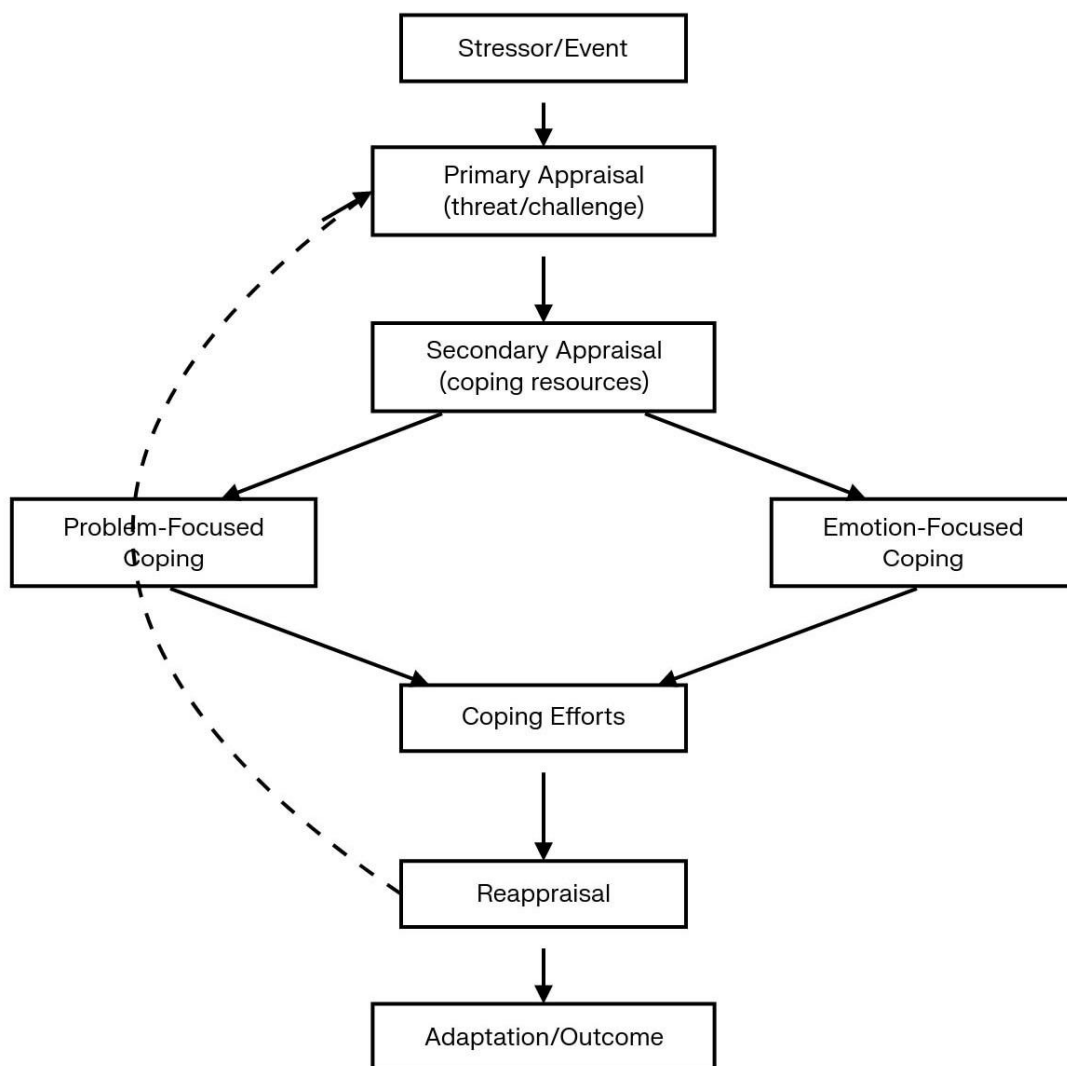 Stressor/Event
Primary Appraisal
(threat/challenge)
Secondary Appraisal
(coping resources)
Problem-Focused
Coping
Emotion-Focused
Coping
Coping Efforts
Reappraisal
Adaptation/Outcome